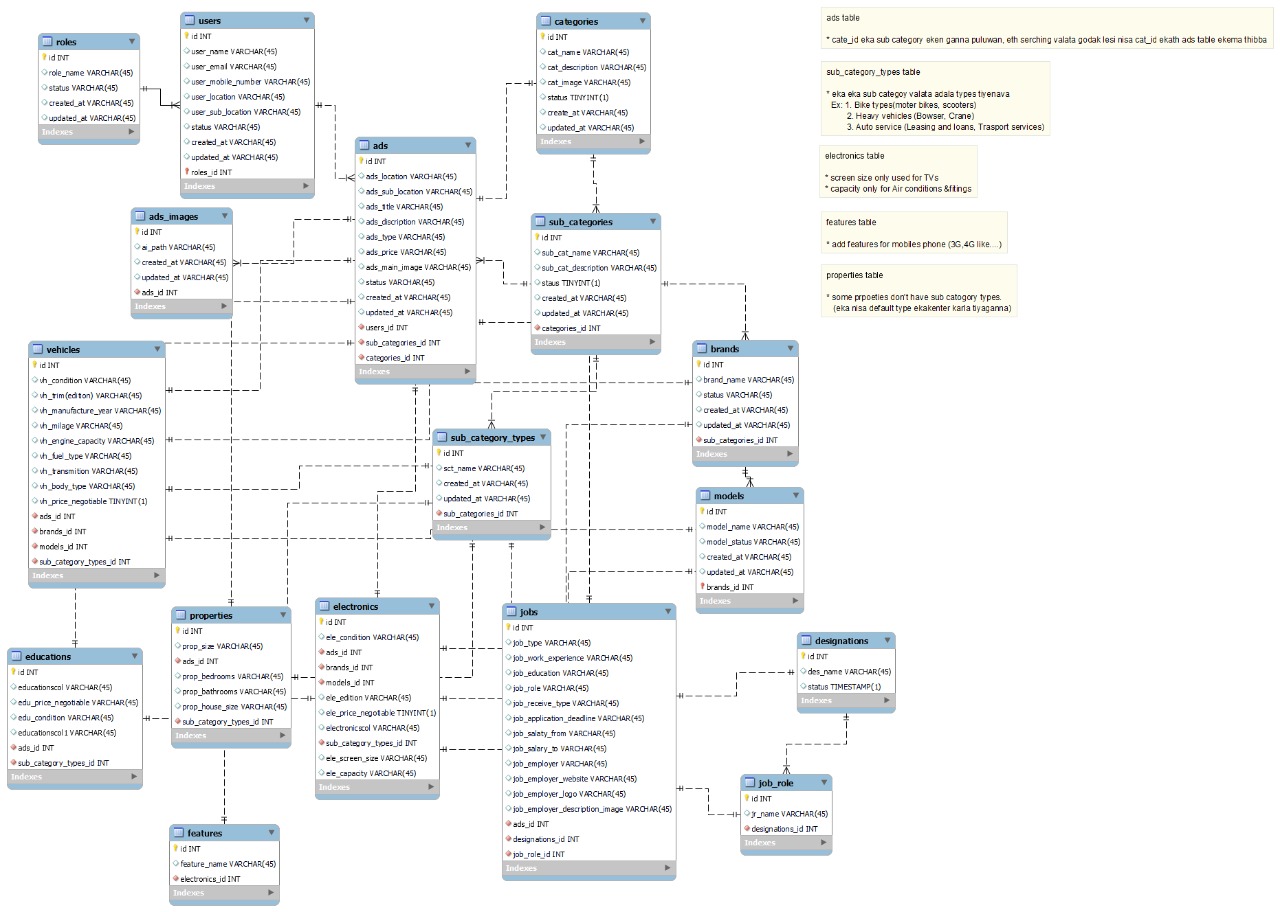 roles
id INT
role_name VARCHAR(45)
status VARCHAR(45)
created_at VARCHAR(45)
updated_at VARCHAR(45)
Indexes
users
id INT
user_name VARCHAR(45)
user_email VARCHAR(45)
user_mobile_number VARCHAR(45)
user_location VARCHAR(45)
user_sub_location VARCHAR(45)
status VARCHAR(45)
created_at VARCHAR(45)
updated_at VARCHAR(45)
roles_id INT
Indexes
categories
id INT
cat_name VARCHAR(45)
cat_description VARCHAR(45)
cat_image VARCHAR(45)
status TINYINT(1)
create_at VARCHAR(45)
updated_at VARCHAR(45)
Indexes
ads table
* cate_id eka sub category eken ganna puluwan, eth serching valata godak lesi nisa cat_id ekath ads table ekema thibba
sub_category_types table
* eka eka sub categoy valata adala types tiyenava
Ex: 1. Bike types(moter bikes, scooters)
2. Heavy vehicles (Bowser, Crane)
3. Auto service (Leasing and loans, Trasport services)
electronics table
* screen size only used for TVs
* capacity only for Air conditions &fitings
features table
* add features for mobiles phone (3G,4G like....)
properties table
* some prpoeties don't have sub catogory types.
(eka nisa default type ekakenter karla tiyaganna)
ads
id INT
ads_location VARCHAR(45)
ads_sub_location VARCHAR(45)
ads_title VARCHAR(45)
ads_discription VARCHAR(45)
ads_type VARCHAR(45)
ads_price VARCHAR(45)
ads_main_image VARCHAR(45)
status VARCHAR(45)
created_at VARCHAR(45)
updated_at VARCHAR(45)
users_id INT
sub_categories_id INT
categories_id INT
Indexes
ads_images
id INT
ai_path VARCHAR(45)
created_at VARCHAR(45)
updated_at VARCHAR(45)
ads_id INT
Indexes
sub_categories
id INT
sub_cat_name VARCHAR(45)
sub_cat_description VARCHAR(45)
staus TINYINT(1)
created_at VARCHAR(45)
updated_at VARCHAR(45)
categories_id INT
Indexes
vehicles
id INT
vh_condition VARCHAR(45)
vh_trim(edition) VARCHAR(45)
vh_manufacture_year VARCHAR(45)
vh_milage VARCHAR(45)
vh_engine_capacity VARCHAR(45)
vh_fuel_type VARCHAR(45)
vh_transmition VARCHAR(45)
vh_body_type VARCHAR(45)
vh_price_negotiable TINYINT(1)
ads_id INT
brands_id INT
models_id INT
sub_category_types_id INT
Indexes
brands
id INT
brand_name VARCHAR(45)
status VARCHAR(45)
created_at VARCHAR(45)
updated_at VARCHAR(45)
sub_categories_id INT
Indexes
sub_category_types
id INT
sct_name VARCHAR(45)
created_at VARCHAR(45)
updated_at VARCHAR(45)
sub_categories_id INT
Indexes
models
id INT
model_name VARCHAR(45)
model_status VARCHAR(45)
created_at VARCHAR(45)
updated_at VARCHAR(45)
brands_id INT
Indexes
educations
id INT
educationscol VARCHAR(45)
edu_price_negotiable VARCHAR(45)
edu_condition VARCHAR(45)
educationscol1 VARCHAR(45)
ads_id INT
sub_category_types_id INT
Indexes
properties
id INT
prop_size VARCHAR(45)
ads_id INT
prop_bedrooms VARCHAR(45)
prop_bathrooms VARCHAR(45)
prop_house_size VARCHAR(45)
sub_category_types_id INT
Indexes
electronics
id INT
ele_condition VARCHAR(45)
ads_id INT
brands_id INT
models_id INT
ele_edition VARCHAR(45)
ele_price_negotiable TINYINT(1)
electronicscol VARCHAR(45)
sub_category_types_id INT
ele_screen_size VARCHAR(45)
ele_capacity VARCHAR(45)
Indexes
jobs
id INT
job_type VARCHAR(45)
job_work_experience VARCHAR(45)
job_education VARCHAR(45)
job_role VARCHAR(45)
job_receive_type VARCHAR(45)
job_application_deadline VARCHAR(45)
job_salaty_from VARCHAR(45)
job_salary_to VARCHAR(45)
job_employer VARCHAR(45)
job_employer_website VARCHAR(45)
job_employer_logo VARCHAR(45)
job_employer_description_image VARCHAR(45)
ads_id INT
designations_id INT
job_role_id INT
Indexes
designations
id INT
des_name VARCHAR(45)
status TIMESTAMP(1)
Indexes
job_role
id INT
jr_name VARCHAR(45)
designations_id INT
Indexes
features
id INT
feature_name VARCHAR(45)
electronics_id INT
Indexes